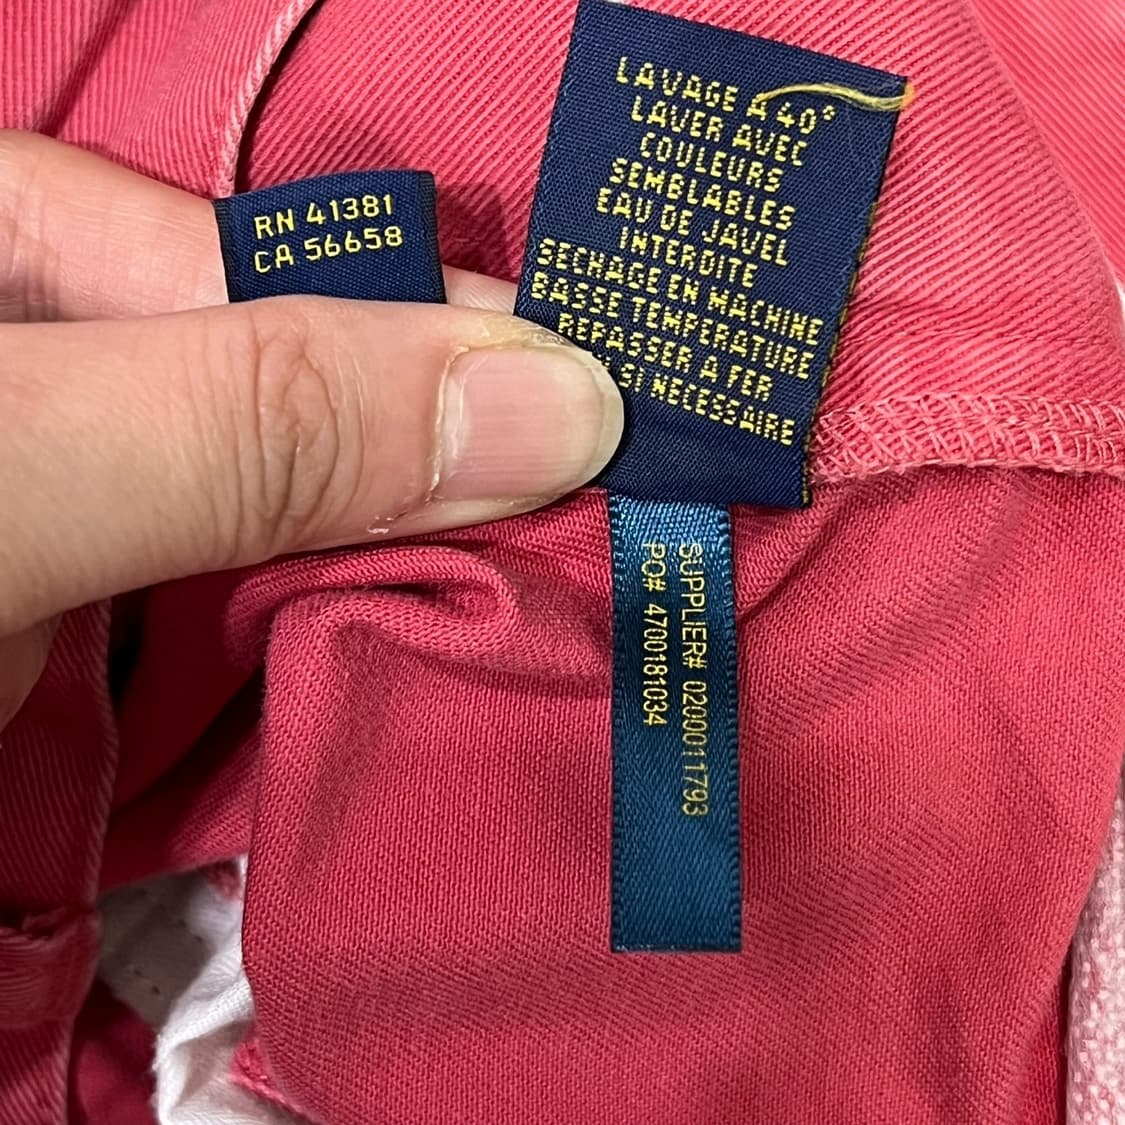 RN 41381
CA 56658
LAVAGE A 40°
LAVER AVEC
COULEURS
SEMBLABLES
EAU DE JAVEL
INTERDITE
SECHAGE EN MACHINE
BASSE TEMPERATURE
REPASSER A FER
SI NECESSAIRE
SUPPLIER# 0200011793
PO# 4700181034